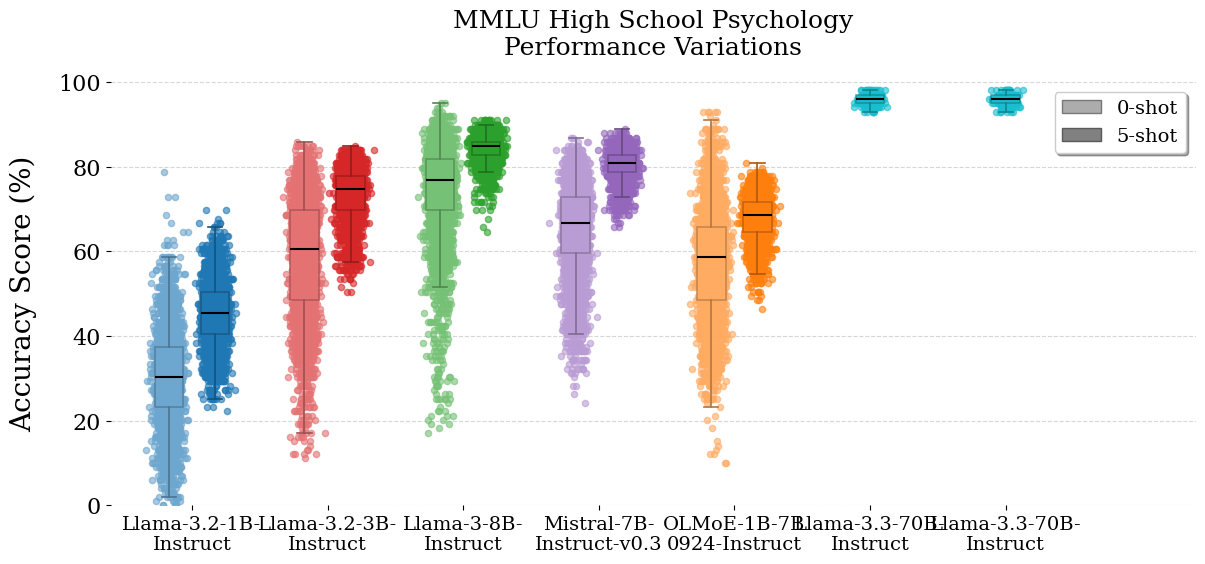 MMLU High School Psychology
Performance Variations
Accuracy Score (%)
100
80
60
40
20
0
0-shot
5-shot
Llama-3.2-1B-
Instruct
Llama-3.2-3B-
Instruct
Llama-3-8B-
Instruct
Mistral-7B-
Instruct-v0.3
OLMoE-1B-7B-
0924-Instruct
Llama-3.3-70B-
Instruct
Llama-3.3-70B-
Instruct